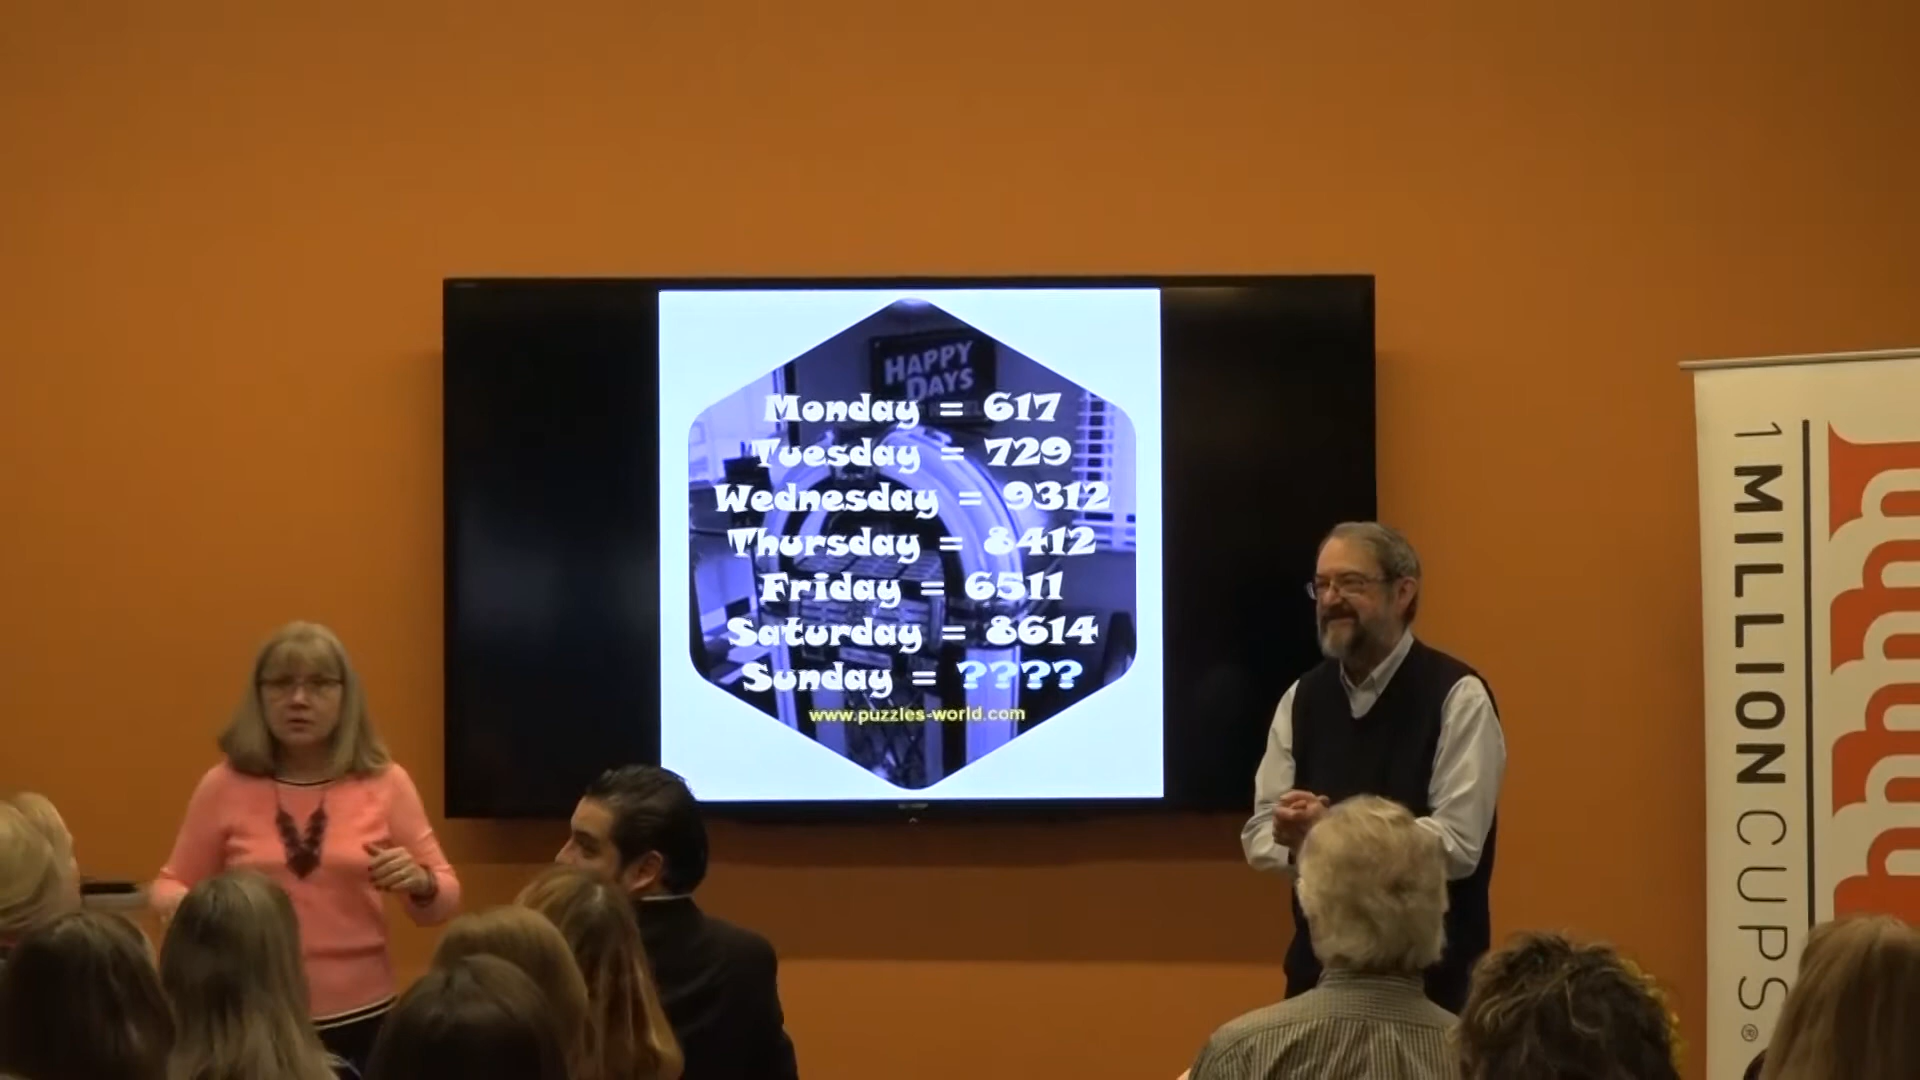 HAPPY
DAYS
Monday = 617
Tuesday = 729
Wednesday = 9312
Thursday = 8412
Friday = 6511
Saturday = 8614
Sunday = ????
www.puzzles-world.com
1 MILLION CUPS®